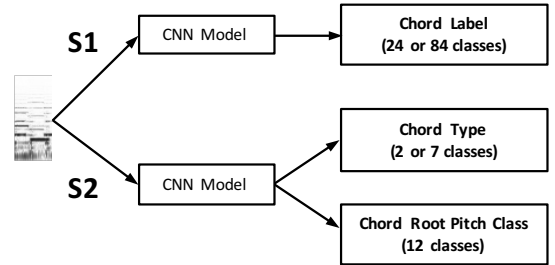 S1
CNN Model
Chord Label
(24 or 84 classes)
S2
CNN Model
Chord Type
(2 or 7 classes)
Chord Root Pitch Class
(12 classes)